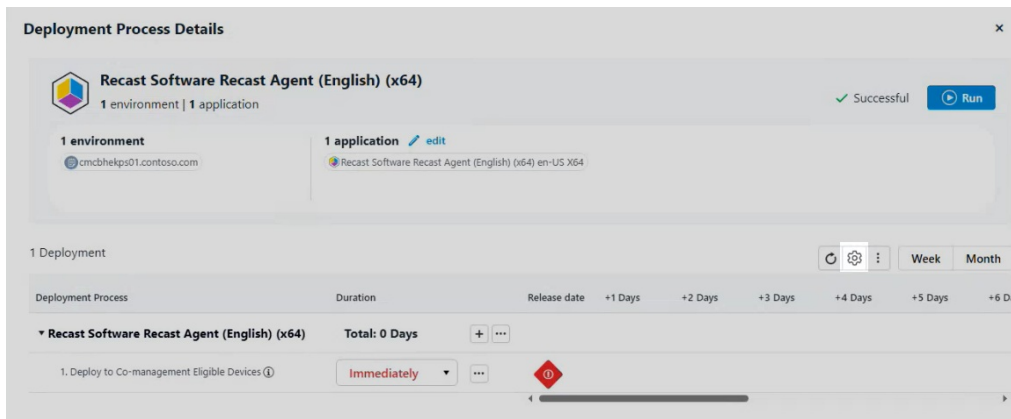 Deployment Process Details
Recast Software Recast Agent (English) (x64)
1 environment | 1 application
Successful
Run
1 environment
cmcbhekps01.contoso.com
1 application edit
Recast Software Recast Agent (English) (x64) en-US X64
1 Deployment
Week Month
Deployment Process Duration Release date +1 Days +2 Days +3 Days +4 Days +5 Days +6 D
Recast Software Recast Agent (English) (x64) Total: 0 Days
1. Deploy to Co-management Eligible Devices Immediately